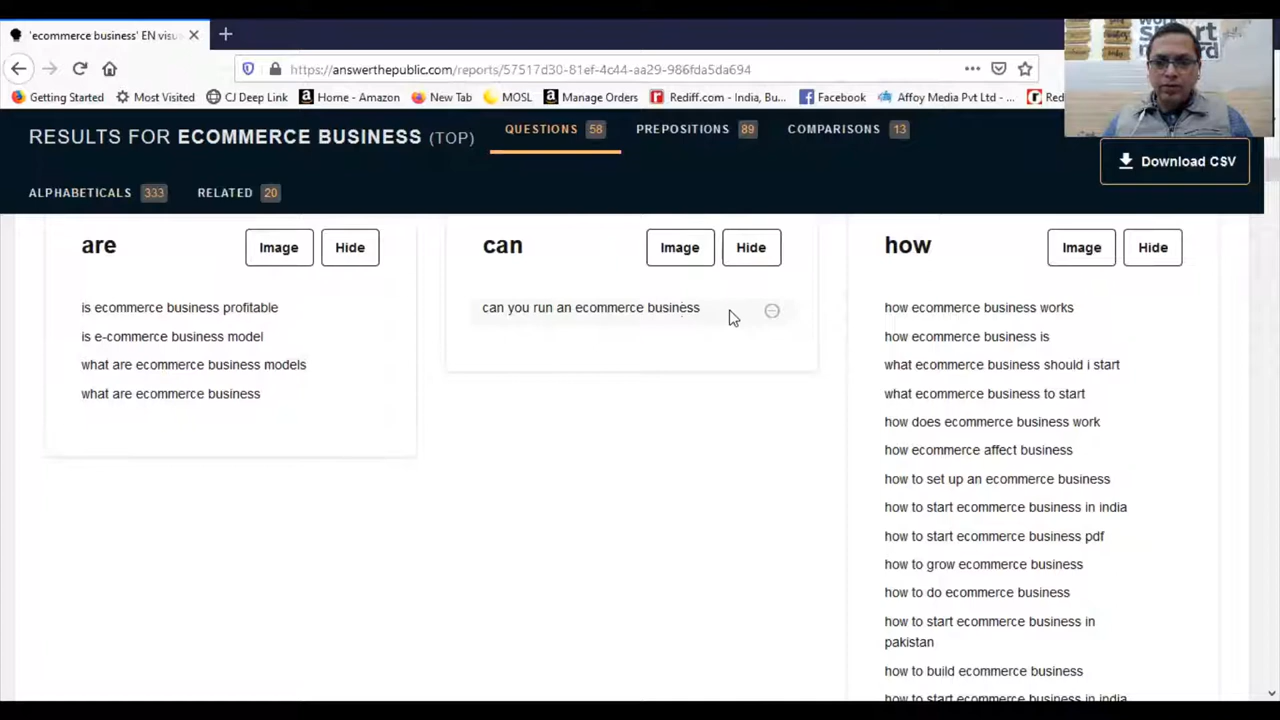 'ecommerce business' EN visu
https://answerthepublic.com/reports/57517d30-81ef-4c44-aa29-986fda5da694
Getting Started
Most Visited
CJ Deep Link
Home - Amazon
New Tab
MOSL
Manage Orders
Rediff.com - India, Bu...
Facebook
Affoy Media Pvt Ltd - ...
Red
RESULTS FOR ECOMMERCE BUSINESS (TOP)
QUESTIONS 58
PREPOSITIONS 89
COMPARISONS 13
Download CSV
ALPHABETICALS 333
RELATED 20
are
Image
Hide
is ecommerce business profitable
is e-commerce business model
what are ecommerce business models
what are ecommerce business
can
Image
Hide
can you run an ecommerce business
how
Image
Hide
how ecommerce business works
how ecommerce business is
what ecommerce business should i start
what ecommerce business to start
how does ecommerce business work
how ecommerce affect business
how to set up an ecommerce business
how to start ecommerce business in india
how to start ecommerce business pdf
how to grow ecommerce business
how to do ecommerce business
how to start ecommerce business in
pakistan
how to build ecommerce business
how to start ecommerce business in india